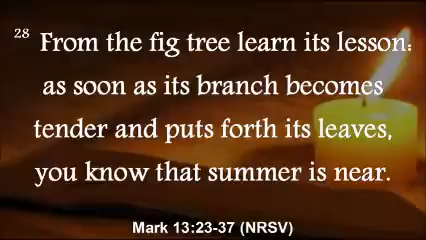 28 From the fig tree learn its lesson:
as soon as its branch becomes
tender and puts forth its leaves,
you know that summer is near.
Mark 13:23-37 (NRSV)